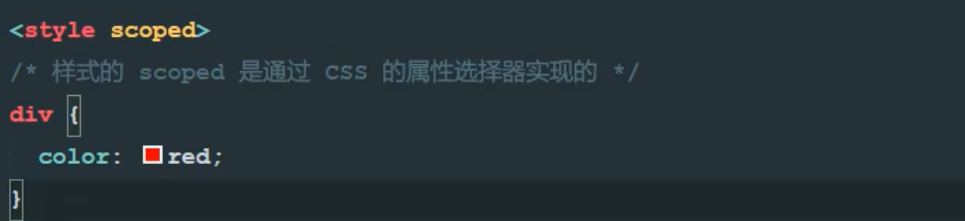 <style scoped>
/* 样式的 scoped 是通过 css 的属性选择器实现的 */
div {
color: red;
}